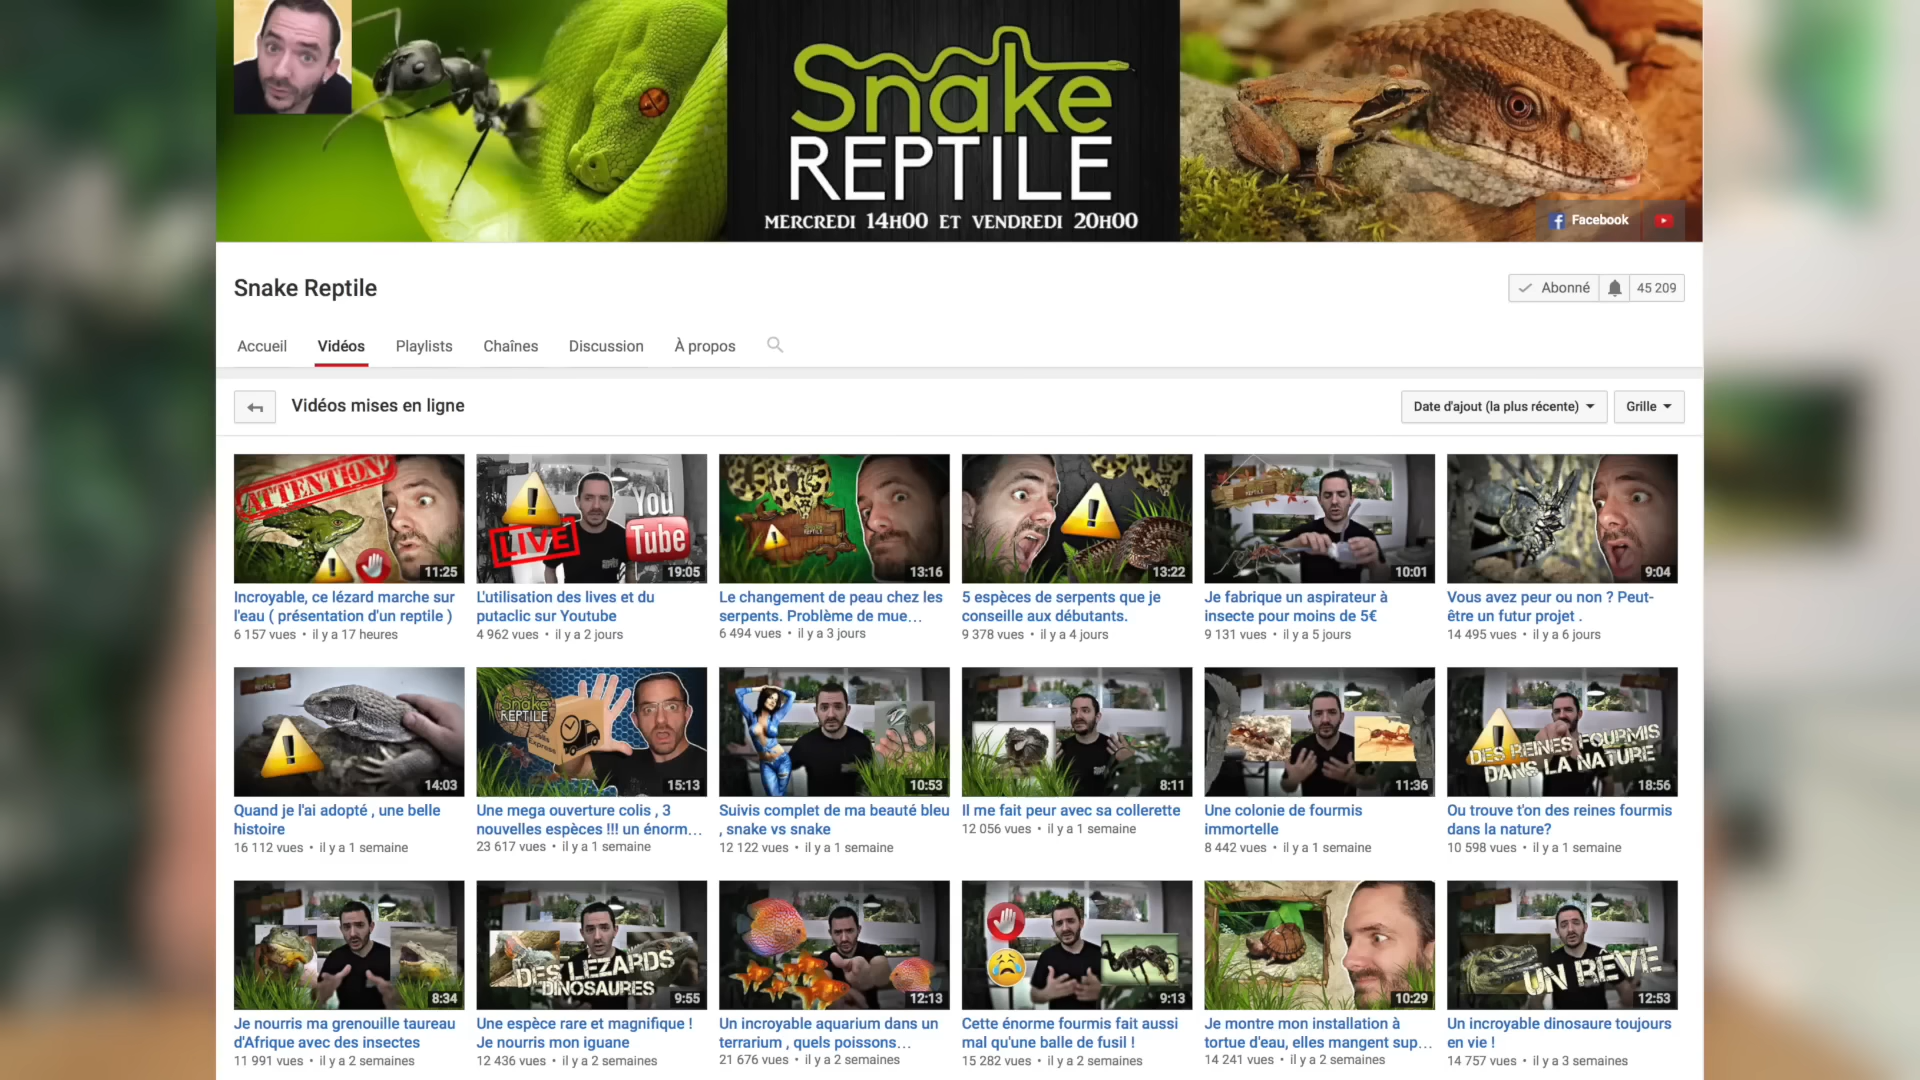 Snake
REPTILE
MERCREDI 14H00 ET VENDREDI 20H00
Facebook
Snake Reptile
Abonné
45 209
Accueil
Vidéos
Playlists
Chaînes
Discussion
À propos
Vidéos mises en ligne
Date d'ajout (la plus récente)
Grille
ATTENTION!
11:25
LIVE
You
Tube
19:05
13:16
13:22
10:01
9:04
Incroyable, ce lézard marche sur
l'eau ( présentation d'un reptile )
6 157 vues • il y a 17 heures
L'utilisation des lives et du
putaclic sur Youtube
4 962 vues • il y a 2 jours
Le changement de peau chez les
serpents. Problème de mue…
6 494 vues • il y a 3 jours
5 espèces de serpents que je
conseille aux débutants.
9 378 vues • il y a 4 jours
Je fabrique un aspirateur à
insecte pour moins de 5€
9 131 vues • il y a 5 jours
Vous avez peur ou non ? Peut-
être un futur projet .
14 495 vues • il y a 6 jours
14:03
Snake
REPTILE
Express
15:13
10:53
8:11
11:36
DES REINES FOURMIS
DANS LA NATURE
18:56
Quand je l'ai adopté , une belle
histoire
16 112 vues • il y a 1 semaine
Une mega ouverture colis , 3
nouvelles espèces !!! un énorm…
23 617 vues • il y a 1 semaine
Suivis complet de ma beauté bleu
, snake vs snake
12 122 vues • il y a 1 semaine
Il me fait peur avec sa collerette
12 056 vues • il y a 1 semaine
Une colonie de fourmis
immortelle
8 442 vues • il y a 1 semaine
Ou trouve t'on des reines fourmis
dans la nature?
10 598 vues • il y a 1 semaine
8:34
DES LEZARDS
DINOSAURES
9:55
12:13
9:13
10:29
UN RÊVE
12:53
Je nourris ma grenouille taureau
d'Afrique avec des insectes
11 991 vues • il y a 2 semaines
Une espèce rare et magnifique !
Je nourris mon iguane
12 436 vues • il y a 2 semaines
Un incroyable aquarium dans un
terrarium , quels poissons…
21 676 vues • il y a 2 semaines
Cette énorme fourmis fait aussi
mal qu'une balle de fusil !
15 282 vues • il y a 2 semaines
Je montre mon installation à
tortue d'eau, elles mangent sup…
14 241 vues • il y a 2 semaines
Un incroyable dinosaure toujours
en vie !
14 757 vues • il y a 3 semaines